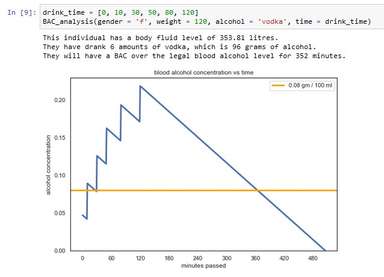 In [9]: drink_time = [0, 10, 30, 50, 80, 120]
BAC_analysis(gender = 'f', weight = 120, alcohol = 'vodka', time = drink_time)
This individual has a body fluid level of 353.81 litres.
They have drank 6 amounts of vodka, which is 96 grams of alcohol.
They will have a BAC over the legal blood alcohol level for 352 minutes.
blood alcohol concentration vs time
0.08 gm / 100 ml
0.20
0.15
0.10
0.05
0.00
alcohol concentration
0 60 120 180 240 300 360 420 480
minutes passed